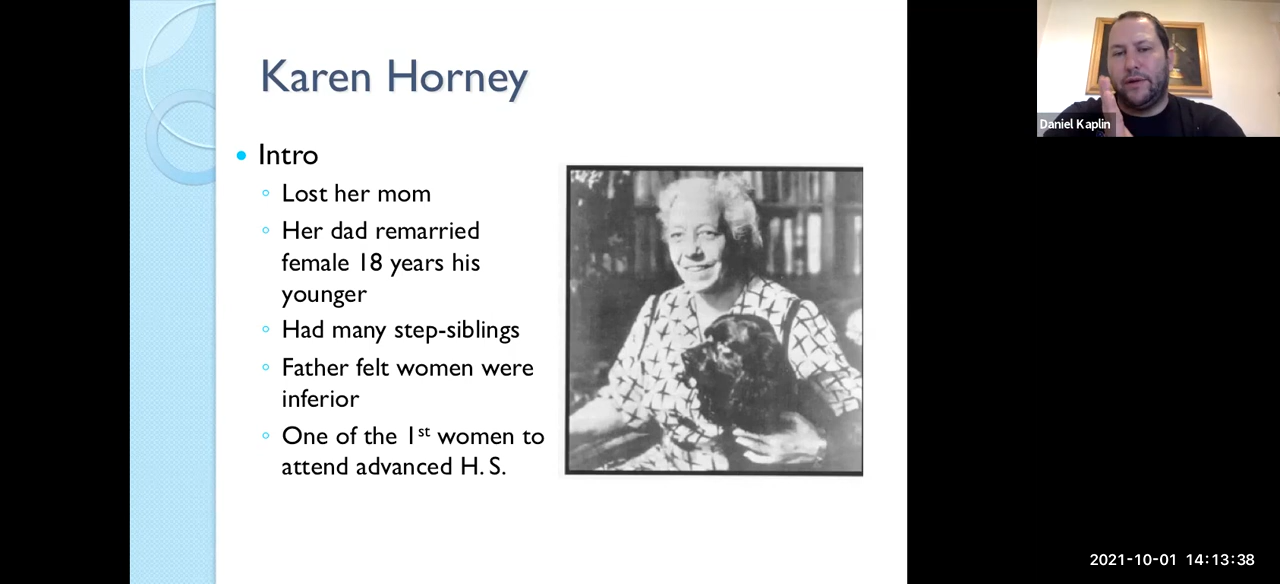 Karen Horney
Intro
Lost her mom
Her dad remarried
female 18 years his
younger
Had many step-siblings
Father felt women were
inferior
One of the 1st women to
attend advanced H. S.
Daniel Kaplin
2021-10-01 14:13:38